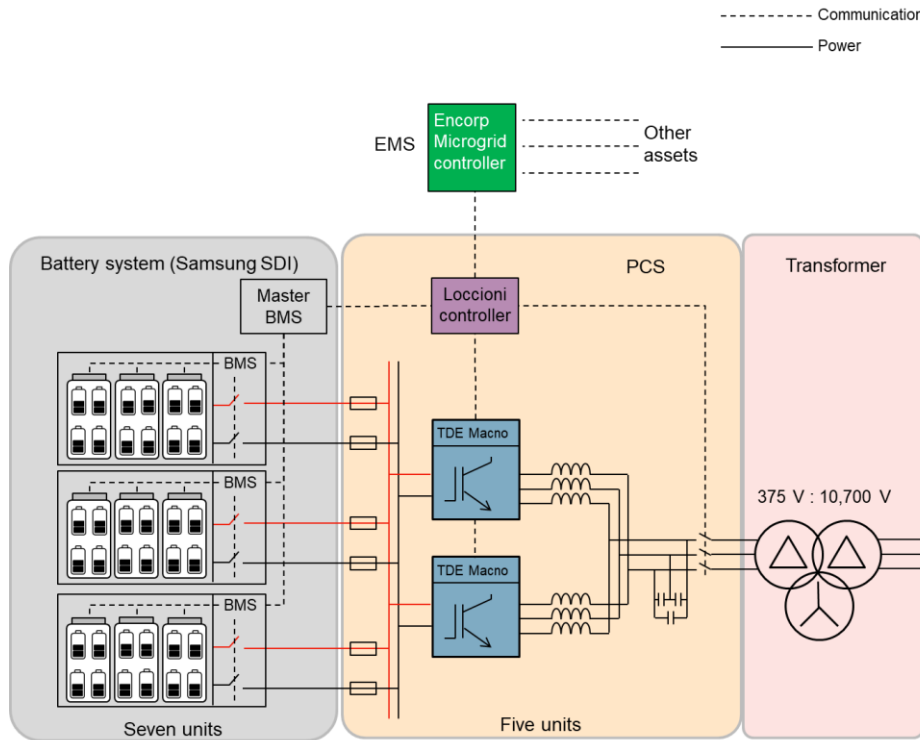 Communication
Power
EMS
Encorp
Microgrid
controller
Other
assets
Battery system (Samsung SDI)
PCS
Transformer
Master
BMS
Loccioni
controller
BMS
TDE Macno
375 V : 10,700 V
BMS
TDE Macno
BMS
Seven units
Five units